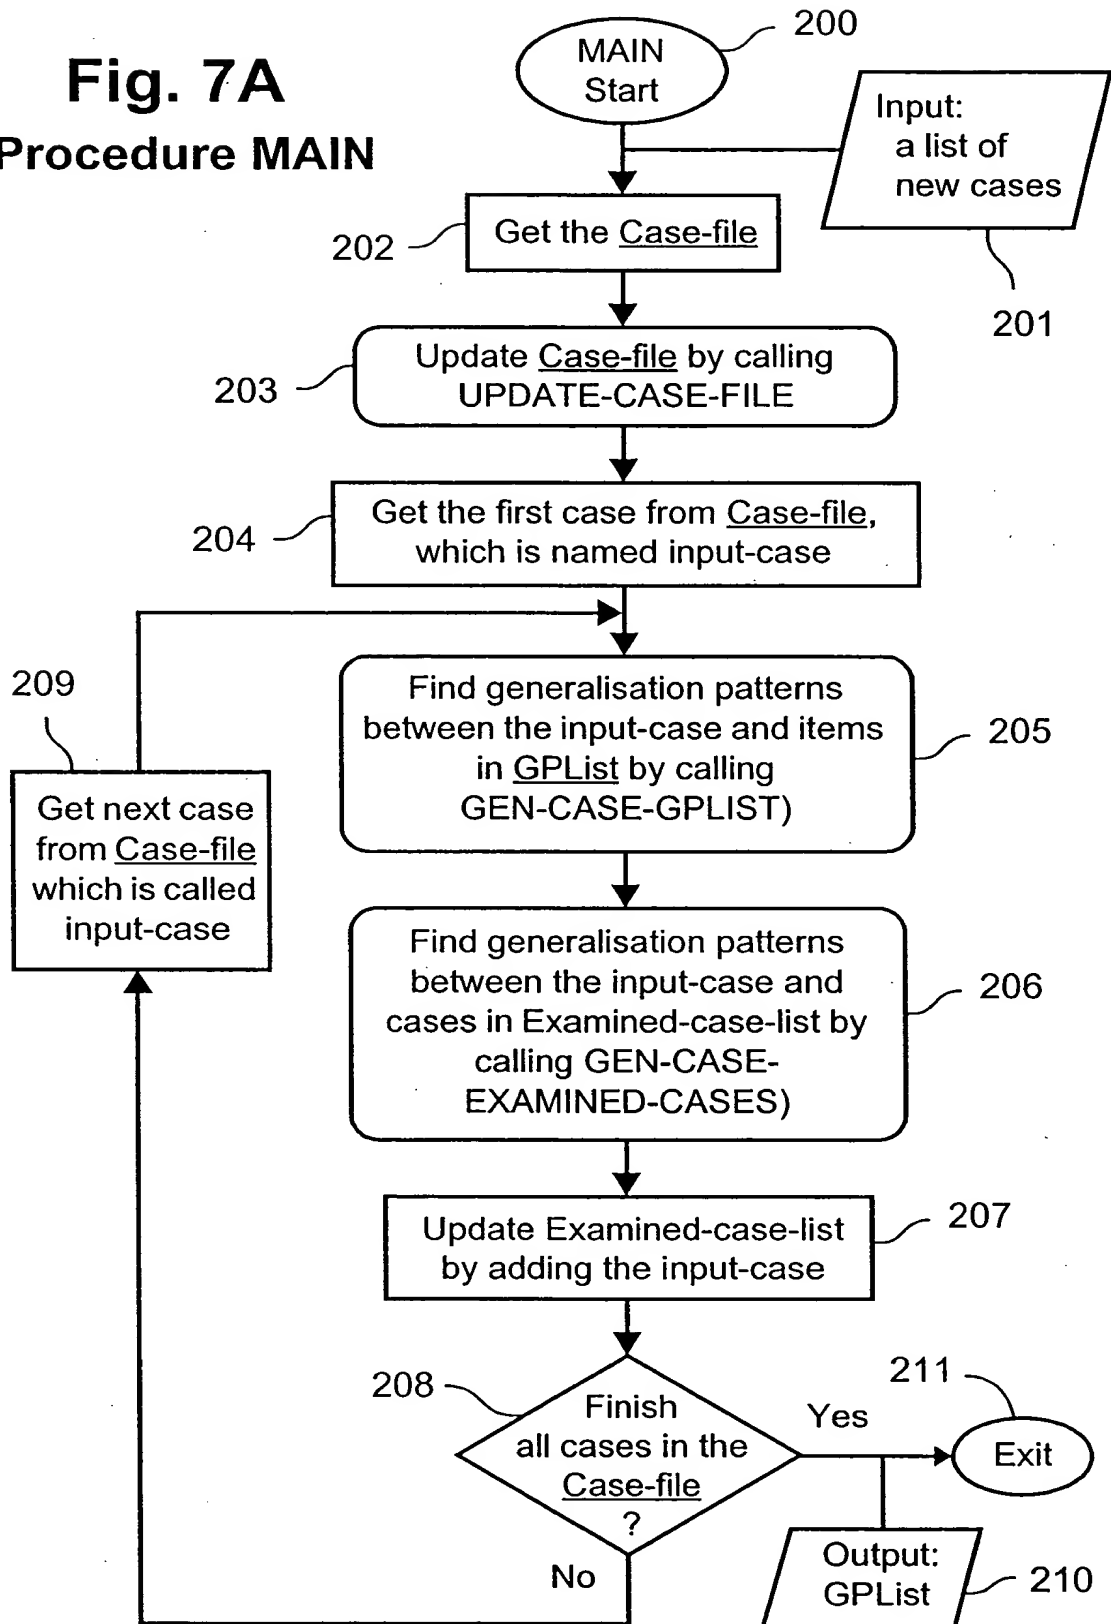 Fig. 7A
Procedure MAIN
MAIN
Start
200
Input:
a list of
new cases
201
202
Get the Case-file
203
Update Case-file by calling
UPDATE-CASE-FILE
204
Get the first case from Case-file,
which is named input-case
209
Get next case
from Case-file
which is called
input-case
Find generalisation patterns
between the input-case and items
in GPList by calling
GEN-CASE-GPLIST)
205
Find generalisation patterns
between the input-case and
cases in Examined-case-list by
calling GEN-CASE-
EXAMINED-CASES)
206
Update Examined-case-list
by adding the input-case
207
208
Finish
all cases in the
Case-file
?
Yes
211
Exit
No
Output:
GPList
210